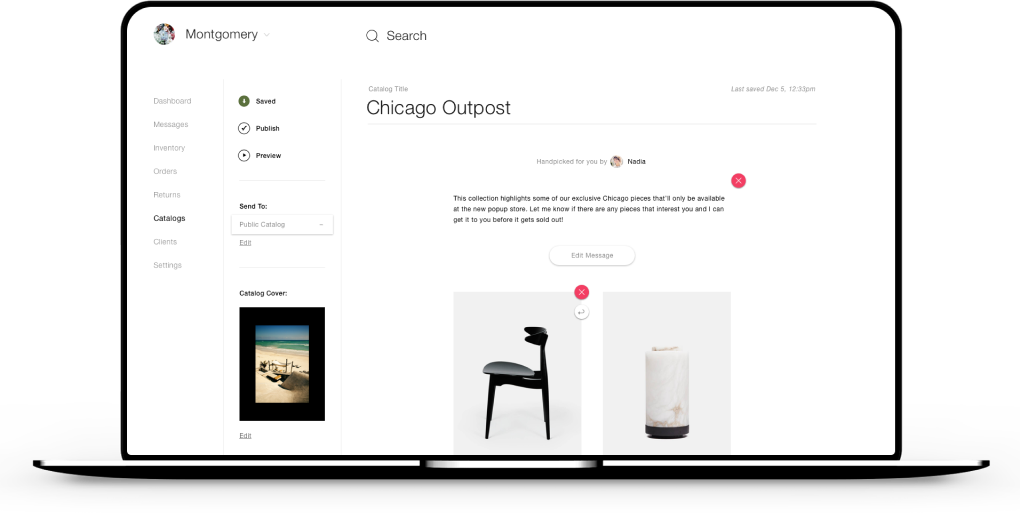 Montgomery
Search
Dashboard
Messages
Inventory
Orders
Returns
Catalogs
Clients
Settings
Saved
Publish
Preview
Send To:
Public Catalog
Edit
Catalog Cover:
Edit
Catalog Title
Last saved Dec 5, 12:33pm
Chicago Outpost
Handpicked for you by Nadia
This collection highlights some of our exclusive Chicago pieces that'll only be available
at the new popup store. Let me know if there are any pieces that interest you and I can
get it to you before it gets sold out!
Edit Message